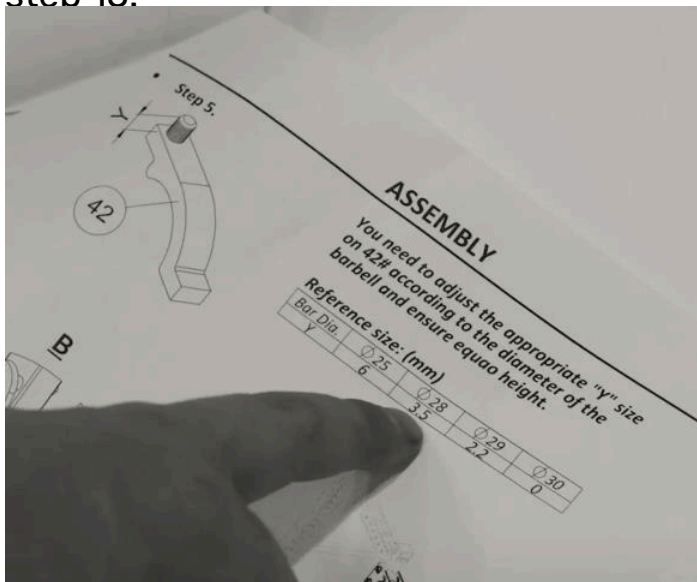 Step 5.
Y
42
B
ASSEMBLY
You need to adjust the appropriate "Y" size
on 42# according to the diameter of the
barbell and ensure equao height.
Reference size: (mm)
Bar Dia. Ø25 Ø28 Ø29 Ø30
Y 6 3.5 2.2 0